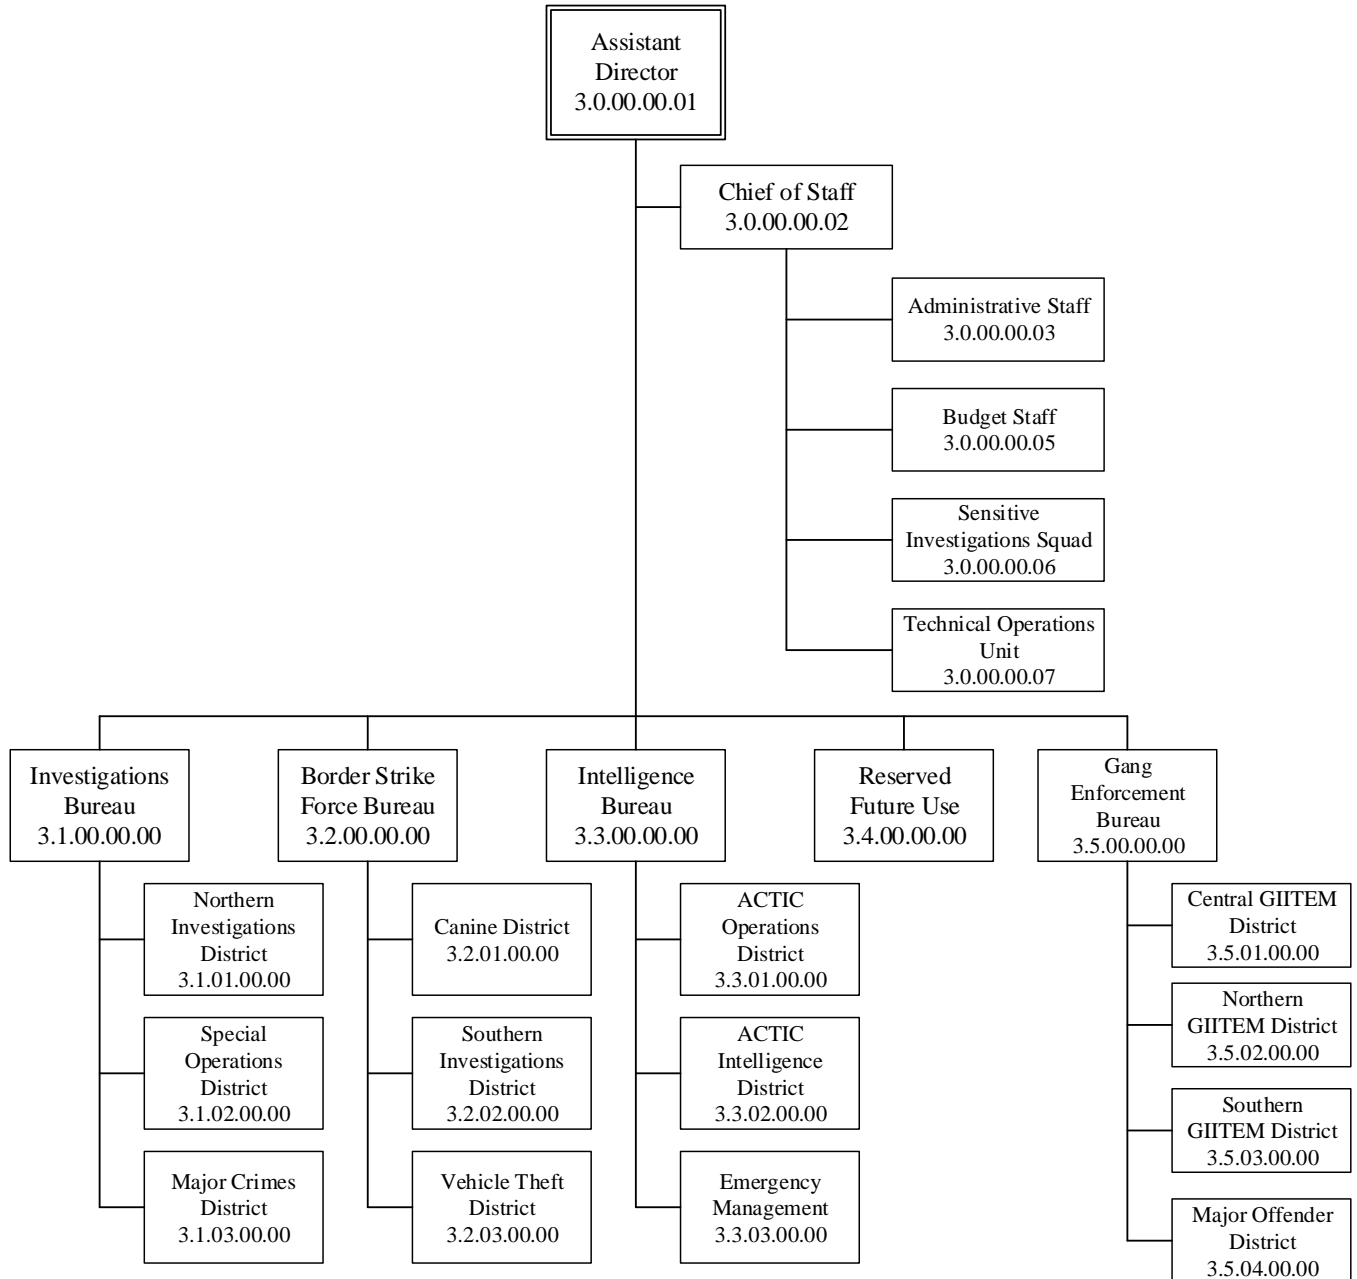 Assistant
Director
3.0.00.00.01
Chief of Staff
3.0.00.00.02
Administrative Staff
3.0.00.00.03
Budget Staff
3.0.00.00.05
Sensitive
Investigations Squad
3.0.00.00.06
Technical Operations
Unit
3.0.00.00.07
Investigations
Bureau
3.1.00.00.00
Border Strike
Force Bureau
3.2.00.00.00
Intelligence
Bureau
3.3.00.00.00
Reserved
Future Use
3.4.00.00.00
Gang
Enforcement
Bureau
3.5.00.00.00
Northern
Investigations
District
3.1.01.00.00
Special
Operations
District
3.1.02.00.00
Major Crimes
District
3.1.03.00.00
Canine District
3.2.01.00.00
Southern
Investigations
District
3.2.02.00.00
Vehicle Theft
District
3.2.03.00.00
ACTIC
Operations
District
3.3.01.00.00
ACTIC
Intelligence
District
3.3.02.00.00
Emergency
Management
3.3.03.00.00
Central GIITEM
District
3.5.01.00.00
Northern
GIITEM District
3.5.02.00.00
Southern
GIITEM District
3.5.03.00.00
Major Offender
District
3.5.04.00.00